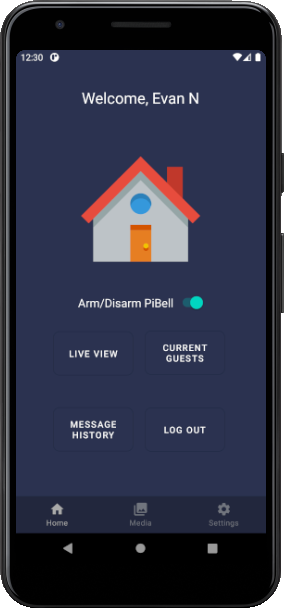 12:30
Welcome, Evan N
Arm/Disarm PiBell
LIVE VIEW
CURRENT
GUESTS
MESSAGE
HISTORY
LOG OUT
Home
Media
Settings